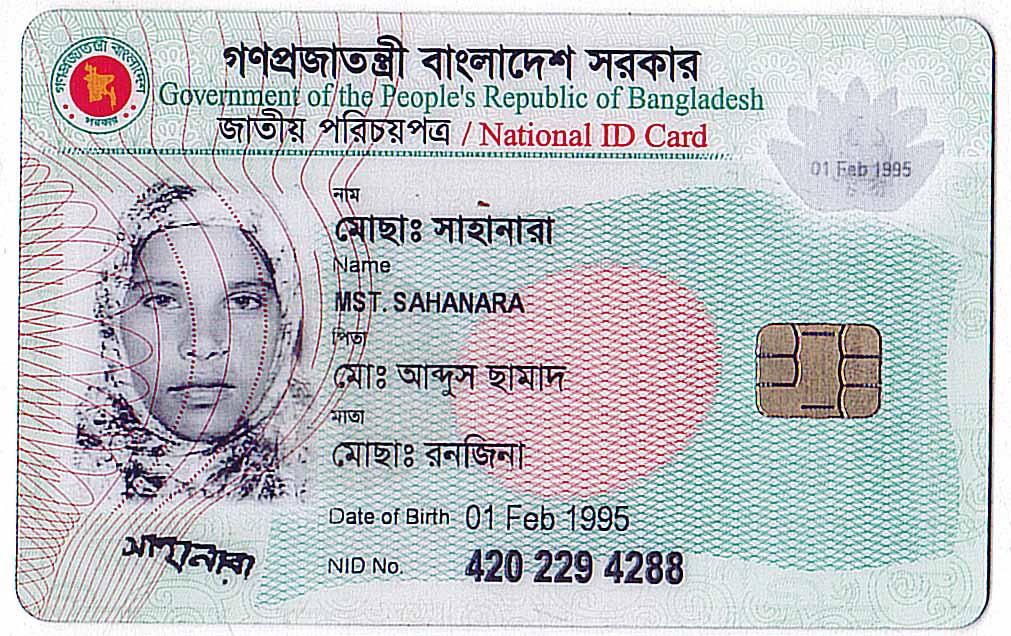 গণপ্রজাতন্ত্রী বাংলাদেশ সরকার
গণপ্রজাতন্ত্রী বাংলাদেশ সরকার
Government of the People's Republic of Bangladesh
জাতীয় পরিচয়পত্র / National ID Card
01 Feb 1995
নাম
মোছাঃ সাহানারা
Name
MST. SAHANARA
পিতা
মোঃ আব্দুস ছামাদ
মাতা
মোছাঃ রনজিনা
Date of Birth 01 Feb 1995
সাহানারা
NID No. 420 229 4288